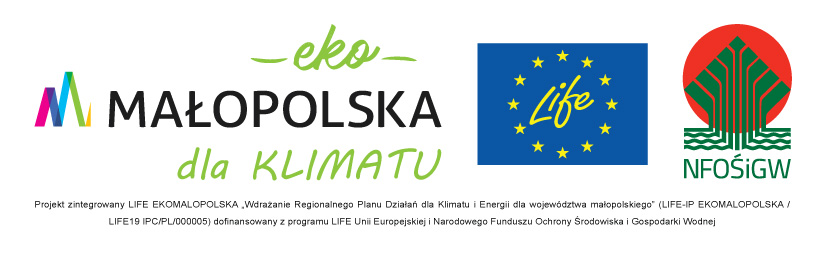 eko
MAŁOPOLSKA
dla KLIMATU
Life
NFOŚiGW
Projekt zintegrowany LIFE EKOMALOPOLSKA „Wdrażanie Regionalnego Planu Działań dla Klimatu i Energii dla województwa małopolskiego” (LIFE-IP EKOMALOPOLSKA /
LIFE19 IPC/PL/000005) dofinansowany z programu LIFE Unii Europejskiej i Narodowego Funduszu Ochrony Środowiska i Gospodarki Wodnej